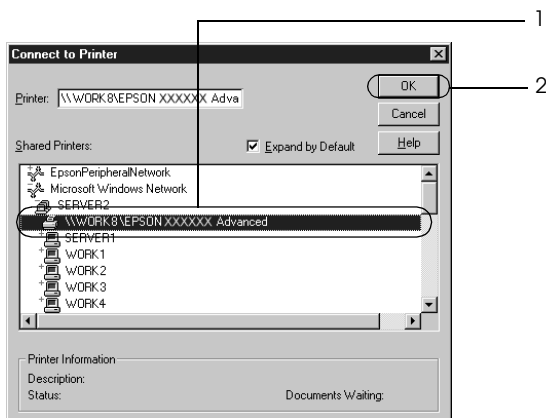 1
Connect to Printer
Printer: \\WORK8\EPSON XXXXXX Adva
OK
2
Cancel
Shared Printers:
Expand by Default
Help
EpsonPeripheralNetwork
Microsoft Windows Network
SERVER2
\\WORK8\EPSON XXXXXX Advanced
SERVER1
WORK1
WORK2
WORK3
WORK4
Printer Information
Description:
Status:
Documents Waiting: